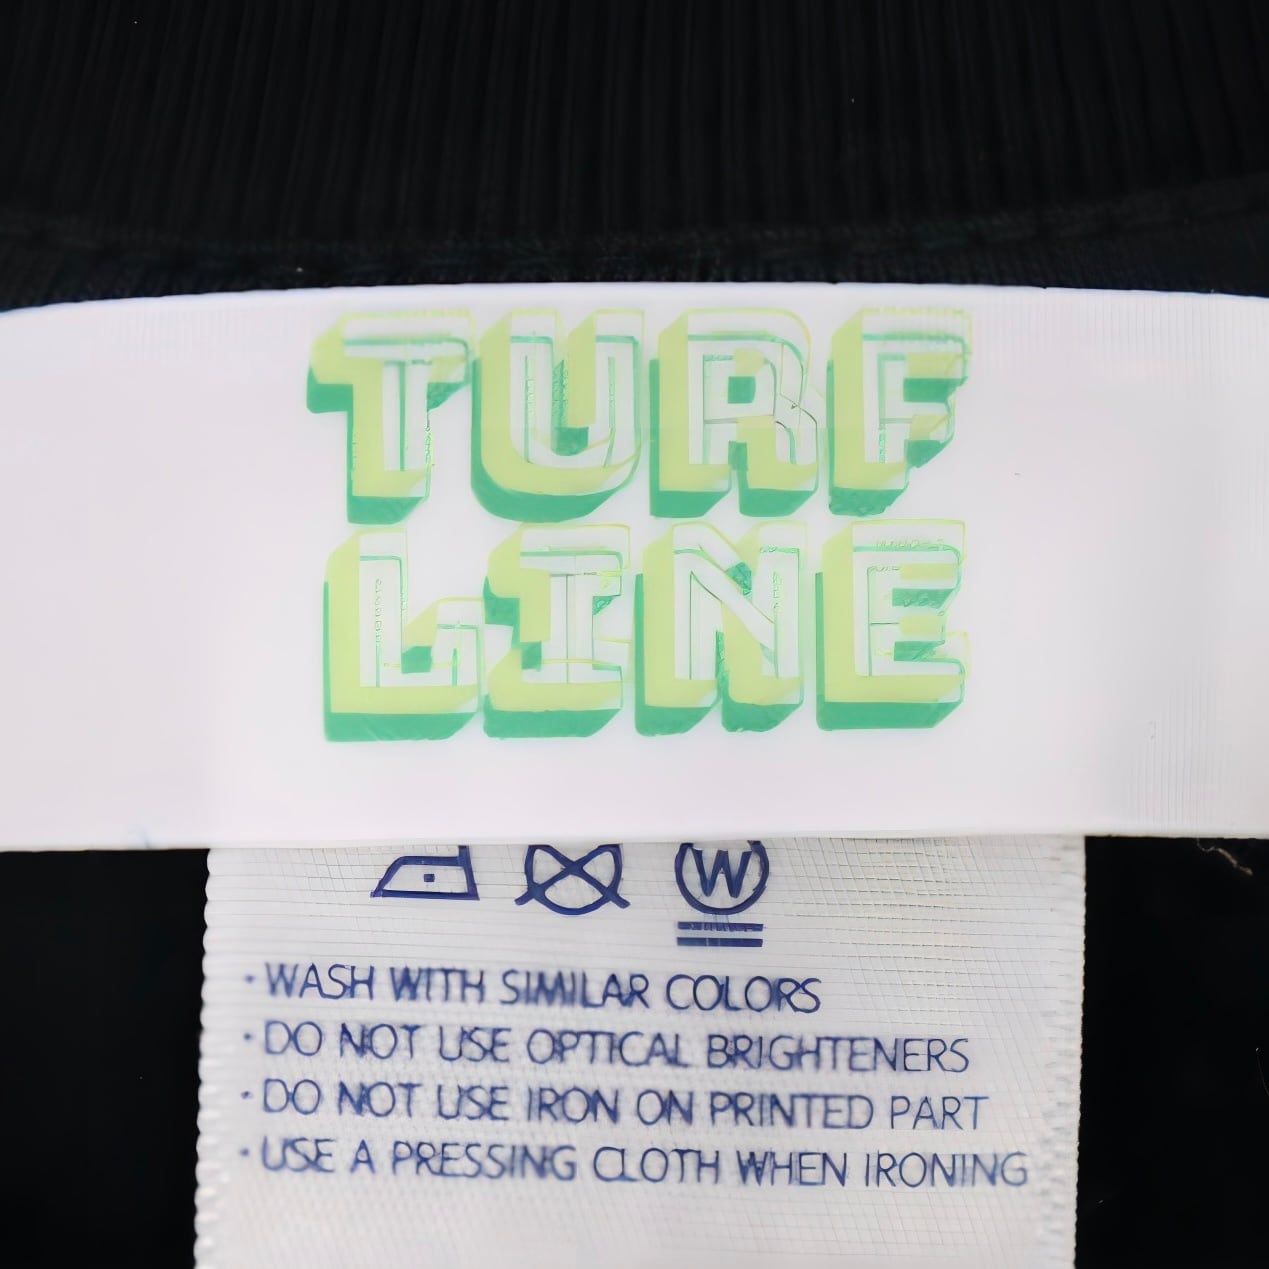 TURF
LINE
W
· WASH WITH SIMILAR COLORS
· DO NOT USE OPTICAL BRIGHTENERS
· DO NOT USE IRON ON PRINTED PART
· USE A PRESSING CLOTH WHEN IRONING